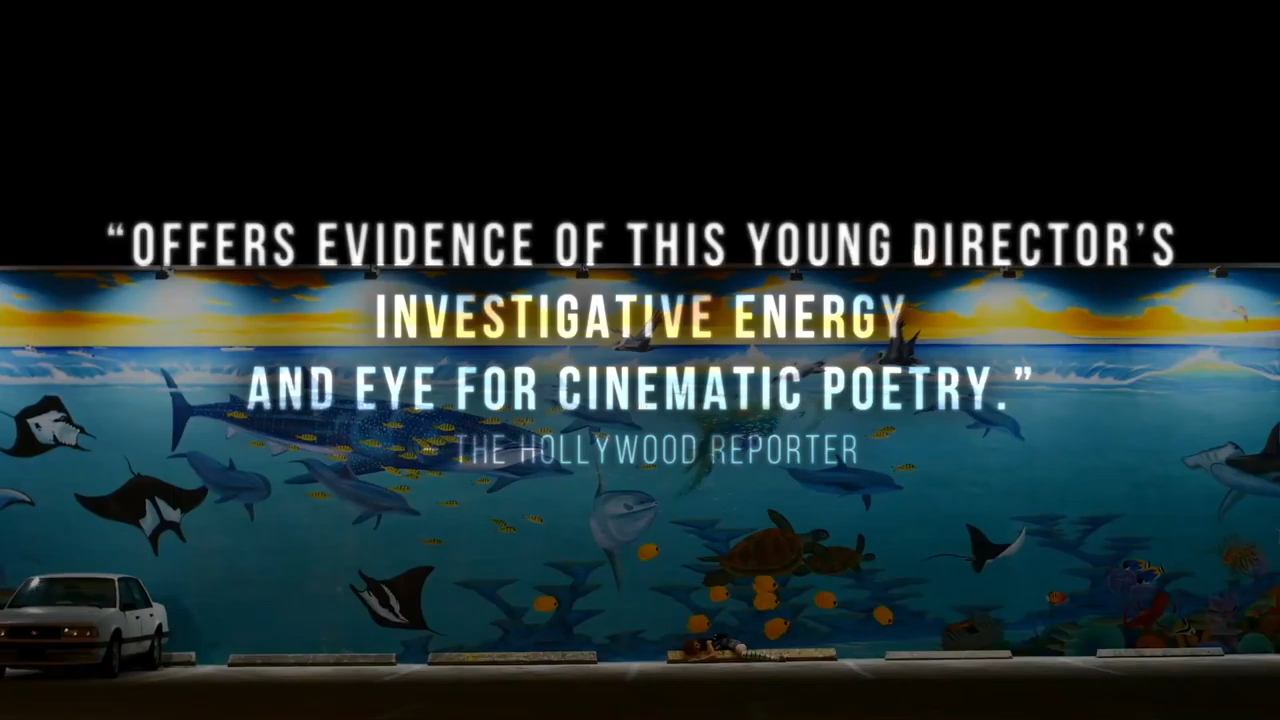 “OFFERS EVIDENCE OF THIS YOUNG DIRECTOR’S
INVESTIGATIVE ENERGY
AND EYE FOR CINEMATIC POETRY.”
– THE HOLLYWOOD REPORTER